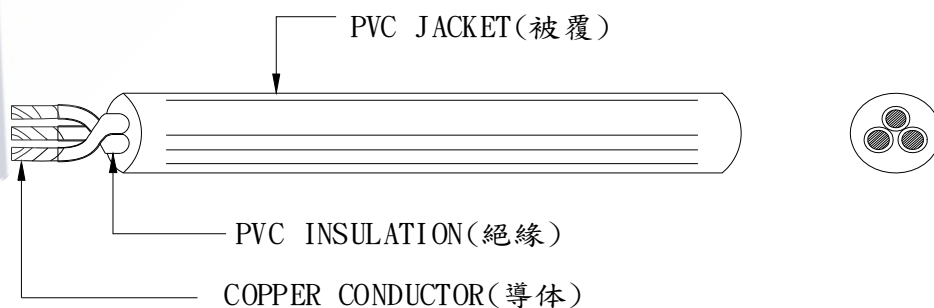 PVC JACKET(被覆)
PVC INSULATION(絕緣)
COPPER CONDUCTOR(導体)